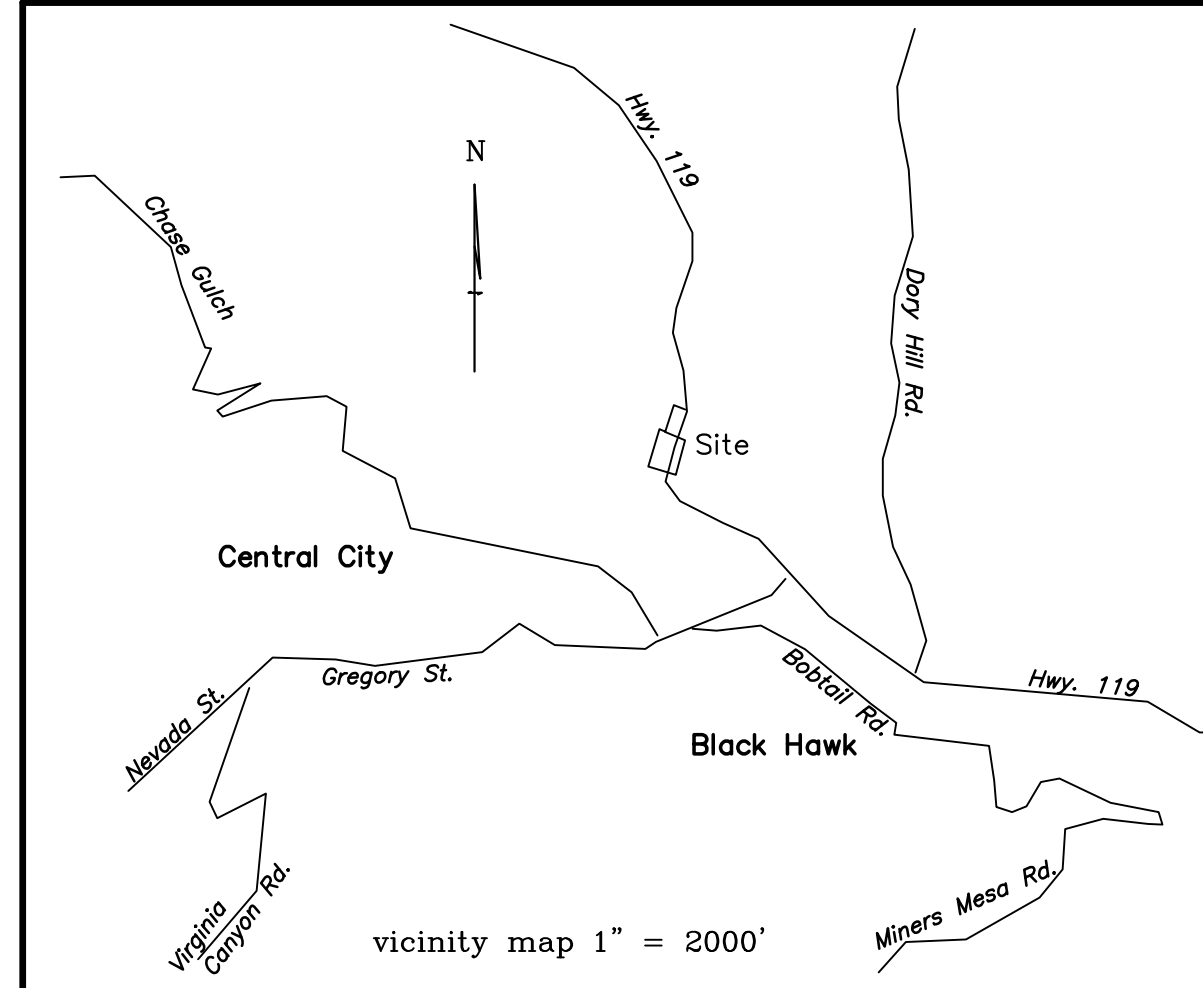 Hwy. 119
N
Chase Gulch
Dory Hill Rd.
Site
Central City
Gregory St.
Bobtail Rd.
Hwy. 119
Nevada St.
Black Hawk
Virginia
Canyon Rd.
Miners Mesa Rd.
vicinity map 1" = 2000'